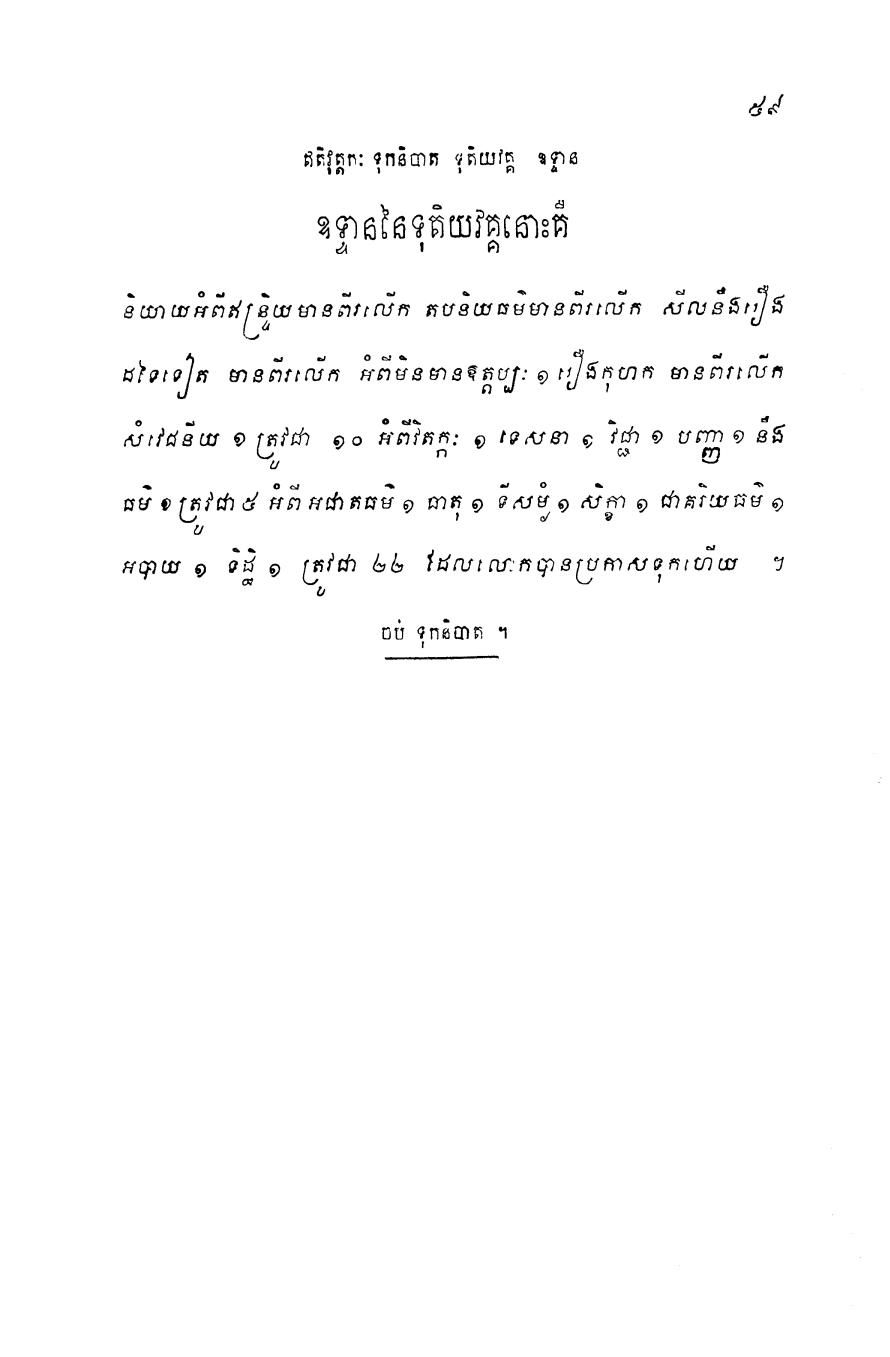 ៥៩
ឥតិវុត្តកៈ ទុកនិបាត ទុតិយវគ្គ ឧទ្ទាន
ឧទ្ទាននៃទុតិយវគ្គនោះគឺ
និយាយអំពីឥន្ទ្រិយមានពីរលើក តបនិយធម៌មានពីរលើក សីលនឹងរឿង
ដទៃទៀត មានពីរលើក អំពីមិនមានឱត្តប្បៈ ១ រឿងកុហក មានពីរលើក
សំវេជនីយ ១ ត្រូវជា ១០ អំពីវិតក្កៈ ១ ទេសនា ១ វិជ្ជា ១ បញ្ញា ១ នឹង
ធម៌ ១ ត្រូវជា ៥ អំពី អជាតធម៌ ១ ធាតុ ១ ទីសម្ងំ ១ សិក្ខា ១ ជាគរិយធម៌ ១
អបាយ ១ ទិដ្ឋិ ១ ត្រូវជា ២២ ដែលលោកបានប្រកាសទុកហើយ ។
ចប់ ទុកនិបាត ។